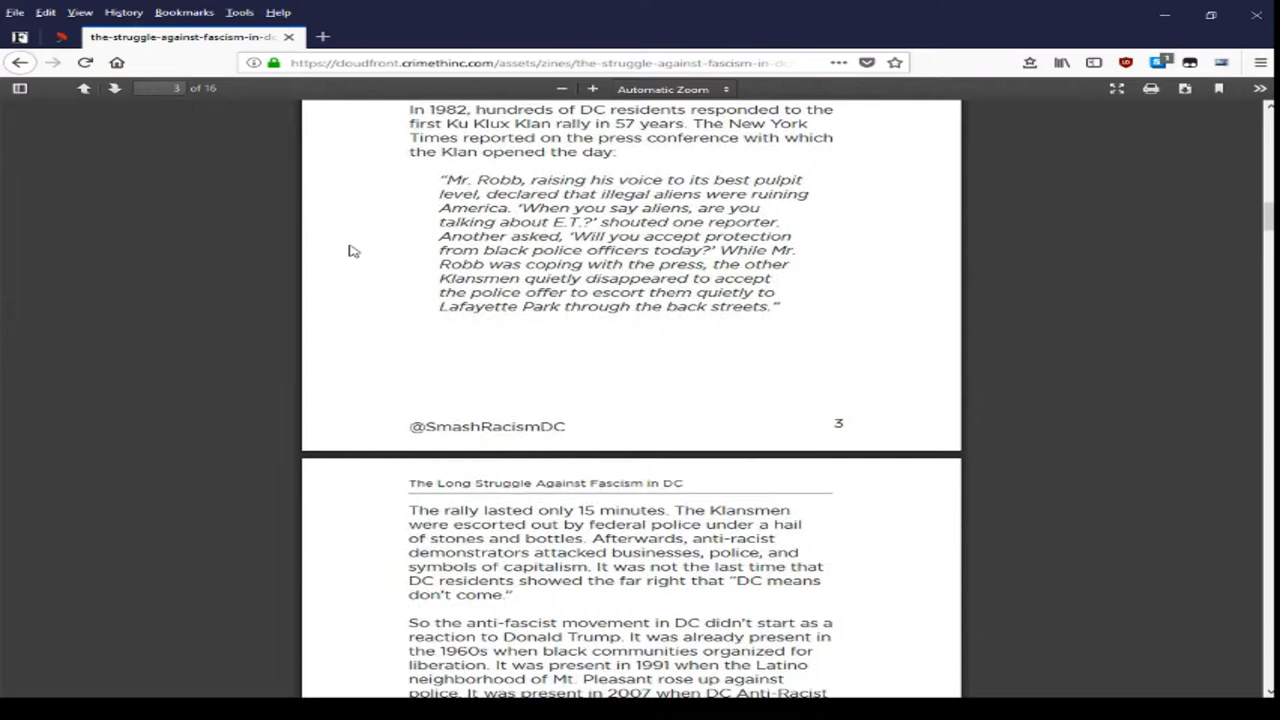 File Edit View History Bookmarks Tools Help
the-struggle-against-fascism-in-dc
https://cloudfront.crimethinc.com/assets/zines/the-struggle-against-fascism-in-dc
3 of 16
Automatic Zoom
In 1982, hundreds of DC residents responded to the
first Ku Klux Klan rally in 57 years. The New York
Times reported on the press conference with which
the Klan opened the day:
“Mr. Robb, raising his voice to its best pulpit
level, declared that illegal aliens were ruining
America. ‘When you say aliens, are you
talking about E.T.?’ shouted one reporter.
Another asked, ‘Will you accept protection
from black police officers today?’ While Mr.
Robb was coping with the press, the other
Klansmen quietly disappeared to accept
the police offer to escort them quietly to
Lafayette Park through the back streets.”
@SmashRacismDC
3
The Long Struggle Against Fascism in DC
The rally lasted only 15 minutes. The Klansmen
were escorted out by federal police under a hail
of stones and bottles. Afterwards, anti-racist
demonstrators attacked businesses, police, and
symbols of capitalism. It was not the last time that
DC residents showed the far right that “DC means
don’t come.”
So the anti-fascist movement in DC didn’t start as a
reaction to Donald Trump. It was already present in
the 1960s when black communities organized for
liberation. It was present in 1991 when the Latino
neighborhood of Mt. Pleasant rose up against
police. It was present in 2007 when DC Anti-Racist